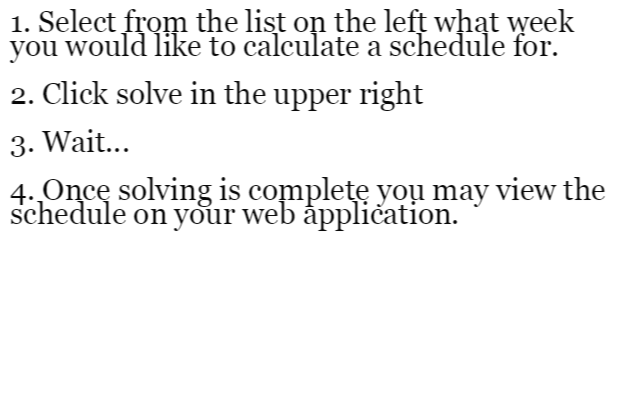 1. Select from the list on the left what week
you would like to calculate a schedule for.
2. Click solve in the upper right
3. Wait...
4. Once solving is complete you may view the
schedule on your web application.